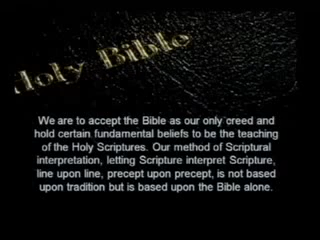 Holy Bible
We are to accept the Bible as our only creed and
hold certain fundamental beliefs to be the teaching
of the Holy Scriptures. Our method of Scriptural
interpretation, letting Scripture interpret Scripture,
line upon line, precept upon precept, is not based
upon tradition but is based upon the Bible alone.